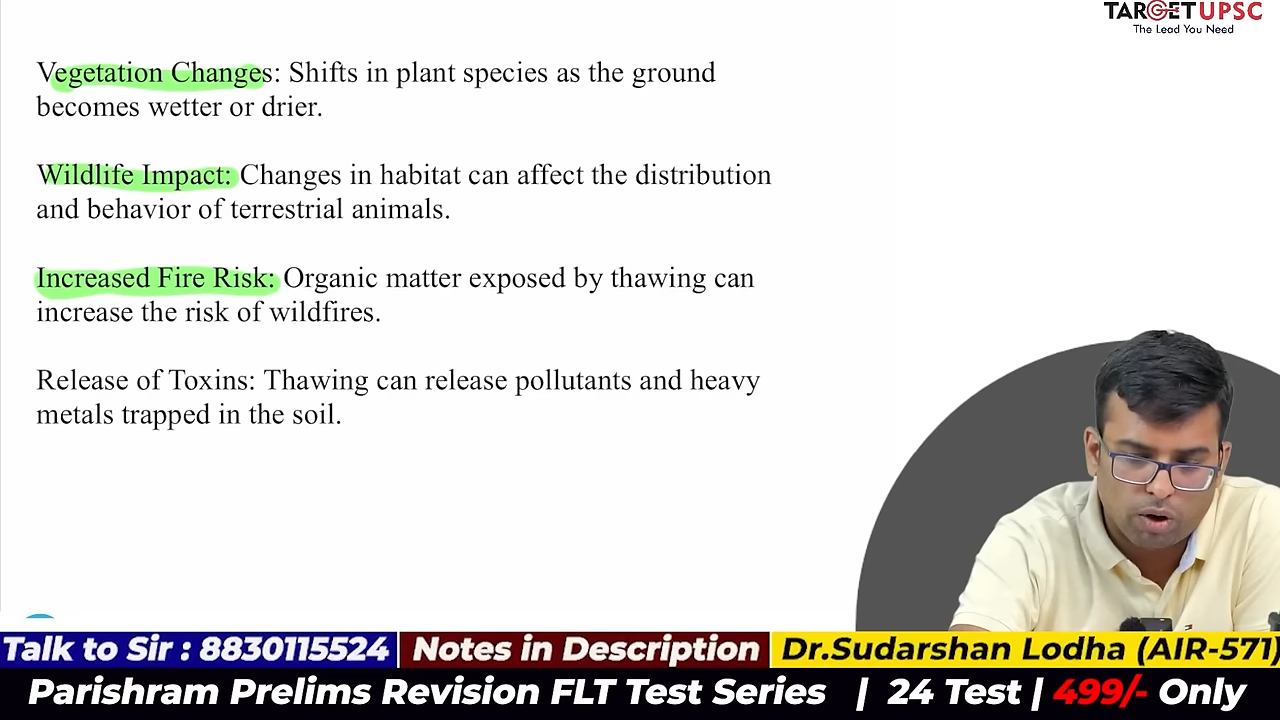 TARGETUPSC
The Lead You Need
Vegetation Changes: Shifts in plant species as the ground
becomes wetter or drier.
Wildlife Impact: Changes in habitat can affect the distribution
and behavior of terrestrial animals.
Increased Fire Risk: Organic matter exposed by thawing can
increase the risk of wildfires.
Release of Toxins: Thawing can release pollutants and heavy
metals trapped in the soil.
Talk to Sir : 8830115524 Notes in Description Dr.Sudarshan Lodha (AIR-571)
Parishram Prelims Revision FLT Test Series | 24 Test | 499/- Only